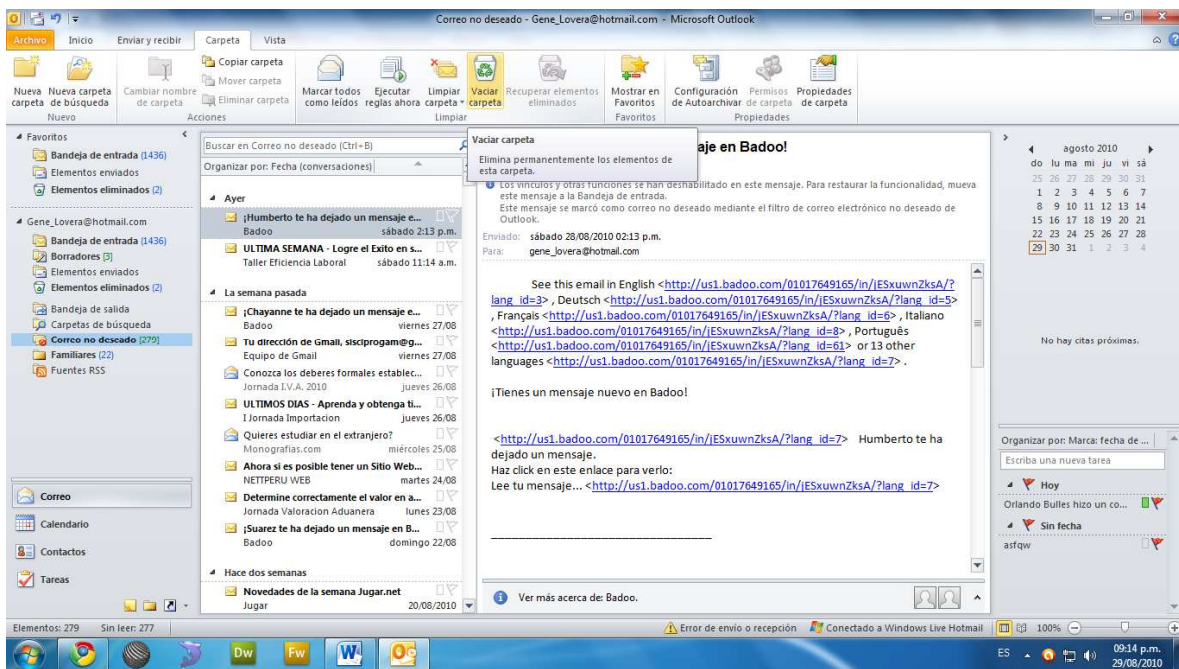 Correo no deseado - Gene_Lovera@hotmail.com - Microsoft Outlook
Archivo Inicio Enviar y recibir Carpeta Vista
Nueva carpeta
Nueva carpeta de búsqueda
Nuevo
Cambiar nombre de carpeta
Copiar carpeta
Mover carpeta
Eliminar carpeta
Acciones
Marcar todos como leídos
Ejecutar reglas ahora
Limpiar carpeta
Vaciar carpeta
Recuperar elementos eliminados
Limpiar
Mostrar en Favoritos
Favoritos
Configuración de Autoarchivar
Permisos de carpeta
Propiedades de carpeta
Propiedades
Vaciar carpeta
Elimina permanentemente los elementos de
esta carpeta.
Favoritos
Bandeja de entrada (1436)
Elementos enviados
Elementos eliminados (2)
Gene_Lovera@hotmail.com
Bandeja de entrada (1436)
Borradores [3]
Elementos enviados
Elementos eliminados (2)
Bandeja de salida
Carpetas de búsqueda
Correo no deseado [279]
Familiares (22)
Fuentes RSS
Correo
Calendario
Contactos
Tareas
Buscar en Correo no deseado (Ctrl+B)
Organizar por: Fecha (conversaciones)
Ayer
¡Humberto te ha dejado un mensaje e...
Badoo sábado 2:13 p.m.
ULTIMA SEMANA - Logre el Exito en s...
Taller Eficiencia Laboral sábado 11:14 a.m.
La semana pasada
¡Chayanne te ha dejado un mensaje e...
Badoo viernes 27/08
Tu dirección de Gmail, sisciprogam@g...
Equipo de Gmail viernes 27/08
Conozca los deberes formales establec...
Jornada I.V.A. 2010 jueves 26/08
ULTIMOS DIAS - Aprenda y obtenga ti...
I Jornada Importacion jueves 26/08
Quieres estudiar en el extranjero?
Monografias.com miércoles 25/08
Ahora si es posible tener un Sitio Web...
NETTPERU WEB martes 24/08
Determine correctamente el valor en a...
Jornada Valoracion Aduanera lunes 23/08
¡Suarez te ha dejado un mensaje en B...
Badoo domingo 22/08
Hace dos semanas
Novedades de la semana Jugar.net
Jugar 20/08/2010
aje en Badoo!
Los vínculos y otras funciones se han deshabilitado en este mensaje. Para restaurar la funcionalidad, mueva
este mensaje a la Bandeja de entrada.
Este mensaje se marcó como correo no deseado mediante el filtro de correo electrónico no deseado de
Outlook.
Enviado: sábado 28/08/2010 02:13 p.m.
Para: gene_lovera@hotmail.com
See this email in English <http://us1.badoo.com/01017649165/in/jESxuwnZksA/?
lang_id=3> , Deutsch <http://us1.badoo.com/01017649165/in/jESxuwnZksA/?lang_id=5>
, Français <http://us1.badoo.com/01017649165/in/jESxuwnZksA/?lang_id=6> , Italiano
<http://us1.badoo.com/01017649165/in/jESxuwnZksA/?lang_id=8> , Português
<http://us1.badoo.com/01017649165/in/jESxuwnZksA/?lang_id=61> or 13 other
languages <http://us1.badoo.com/01017649165/in/jESxuwnZksA/?lang_id=7> .
¡Tienes un mensaje nuevo en Badoo!
<http://us1.badoo.com/01017649165/in/jESxuwnZksA/?lang_id=7> Humberto te ha
dejado un mensaje.
Haz click en este enlace para verlo:
Lee tu mensaje... <http://us1.badoo.com/01017649165/in/jESxuwnZksA/?lang_id=7>
Ver más acerca de: Badoo.
agosto 2010
do lu ma mi ju vi sá
25 26 27 28 29 30 31
1 2 3 4 5 6 7
8 9 10 11 12 13 14
15 16 17 18 19 20 21
22 23 24 25 26 27 28
29 30 31 1 2 3 4
No hay citas próximas.
Organizar por: Marca: fecha de ...
Escriba una nueva tarea
Hoy
Orlando Bulles hizo un co...
Sin fecha
asfqw
Elementos: 279 Sin leer: 277
Error de envío o recepción Conectado a Windows Live Hotmail 100%
Dw Fw W
ES 09:14 p.m.
29/08/2010